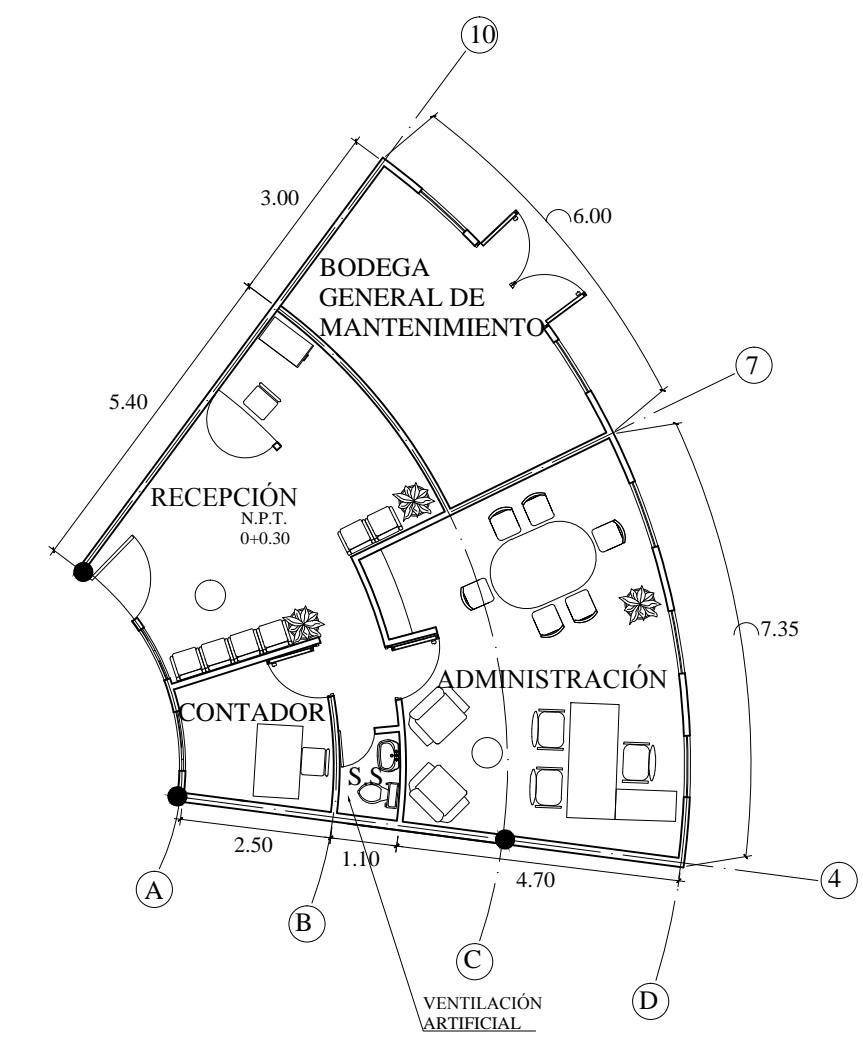 10
3.00
6.00
BODEGA
GENERAL DE
MANTENIMIENTO
7
5.40
RECEPCIÓN
N.P.T.
0+0.30
7.35
ADMINISTRACIÓN
CONTADOR
S.S
2.50
1.10
4.70
4
A
B
C
D
VENTILACIÓN
ARTIFICIAL